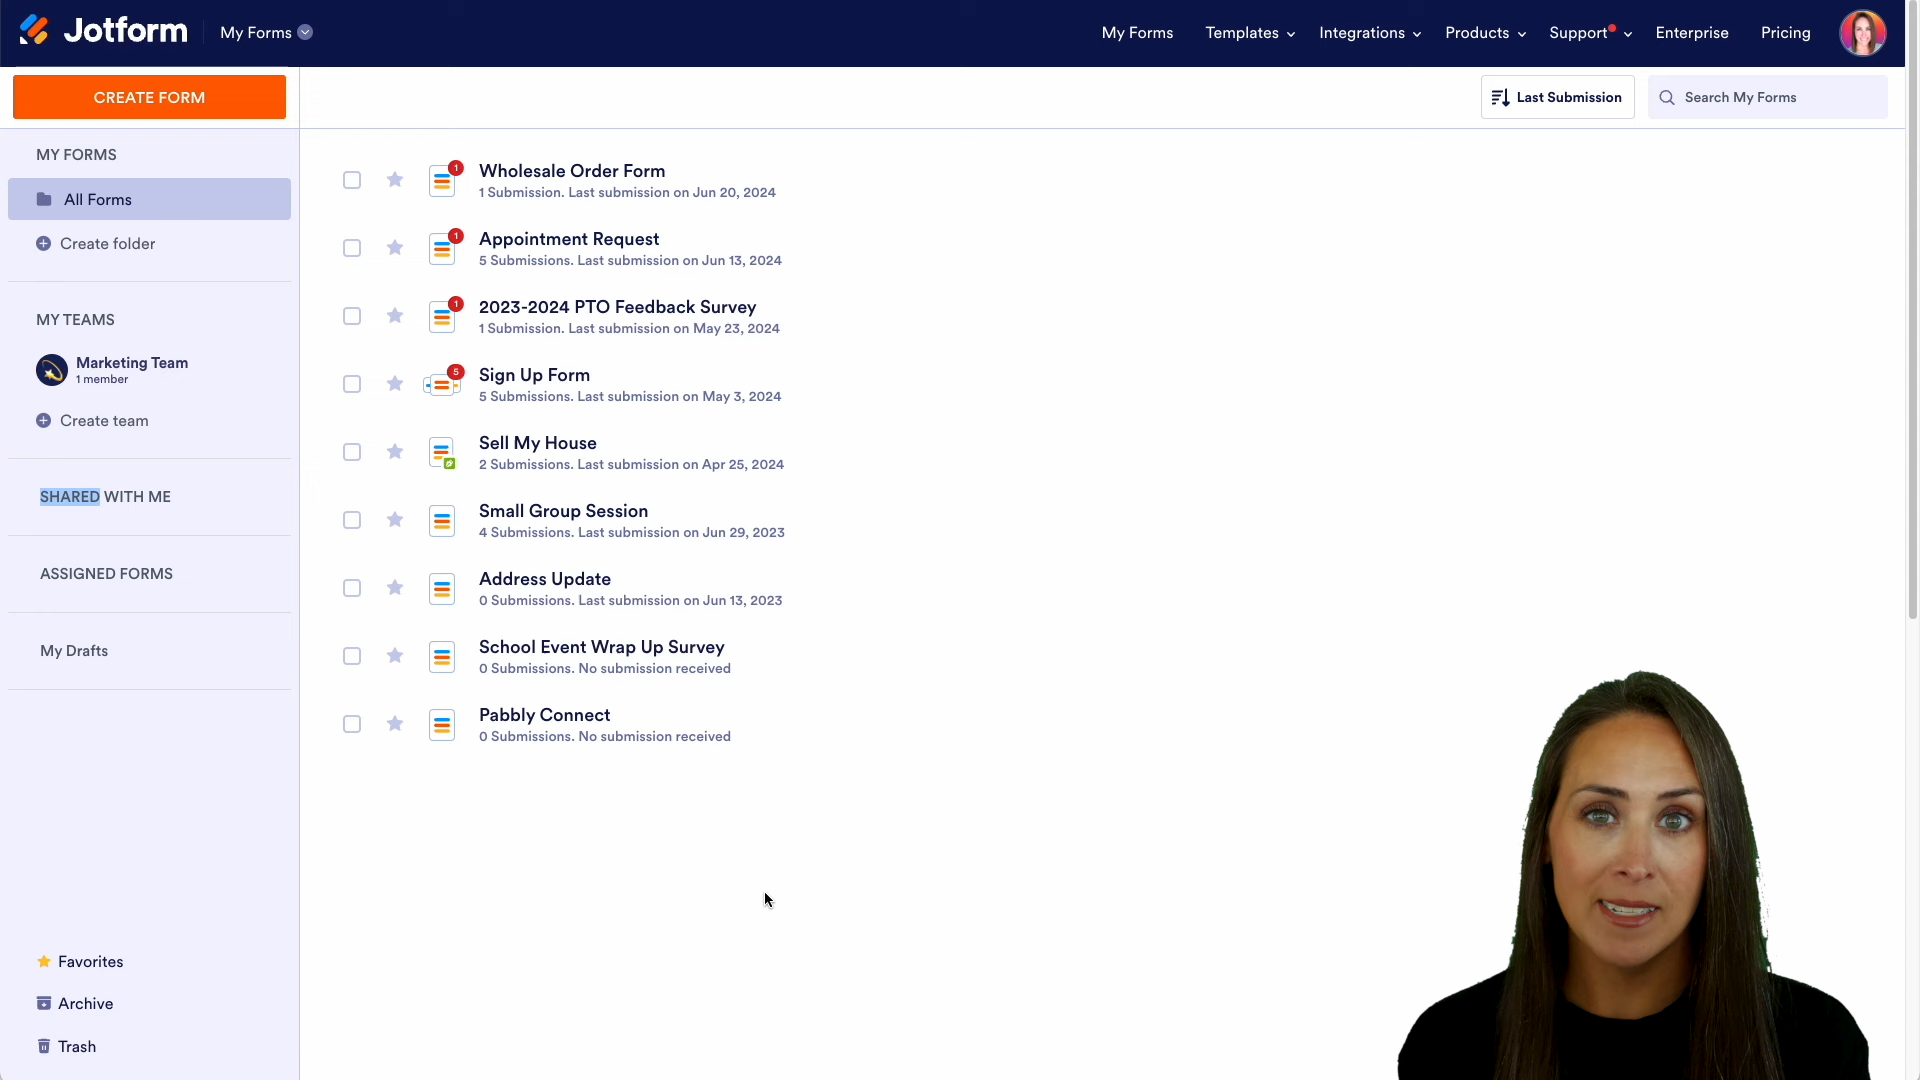 Jotform
My Forms
My Forms
Templates
Integrations
Products
Support
Enterprise
Pricing
CREATE FORM
Last Submission
Search My Forms
MY FORMS
All Forms
Create folder
MY TEAMS
Marketing Team
1 member
Create team
SHARED WITH ME
ASSIGNED FORMS
My Drafts
Favorites
Archive
Trash
1
Wholesale Order Form
1 Submission. Last submission on Jun 20, 2024
1
Appointment Request
5 Submissions. Last submission on Jun 13, 2024
1
2023-2024 PTO Feedback Survey
1 Submission. Last submission on May 23, 2024
5
Sign Up Form
5 Submissions. Last submission on May 3, 2024
Sell My House
2 Submissions. Last submission on Apr 25, 2024
Small Group Session
4 Submissions. Last submission on Jun 29, 2023
Address Update
0 Submissions. Last submission on Jun 13, 2023
School Event Wrap Up Survey
0 Submissions. No submission received
Pabbly Connect
0 Submissions. No submission received